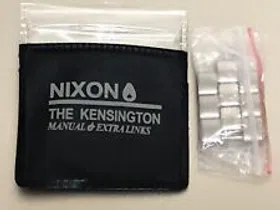 NIXON
THE KENSINGTON
MANUAL & EXTRA LINKS